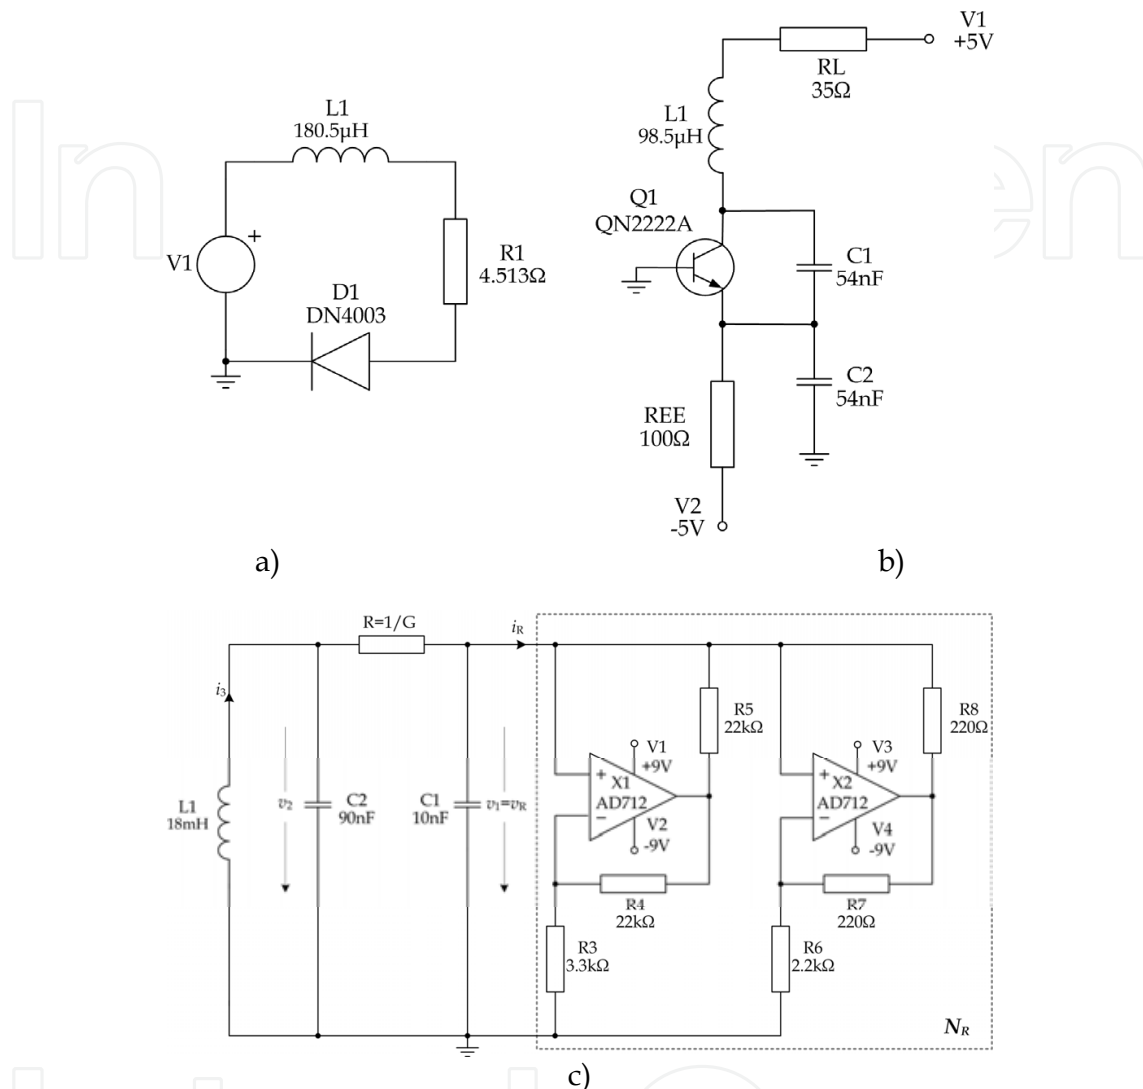 L1
180.5μH
V1
+
R1
4.513Ω
D1
DN4003
a)
V1
+5V
RL
35Ω
L1
98.5μH
Q1
QN2222A
C1
54nF
C2
54nF
REE
100Ω
V2
-5V
b)
R=1/G
iR
i3
L1
18mH
v2
C2
90nF
C1
10nF
v1=vR
R5
22kΩ
V1
+9V
+
X1
AD712
−
V2
-9V
R4
22kΩ
R3
3.3kΩ
R8
220Ω
V3
+9V
+
X2
AD712
−
V4
-9V
R7
220Ω
R6
2.2kΩ
NR
c)